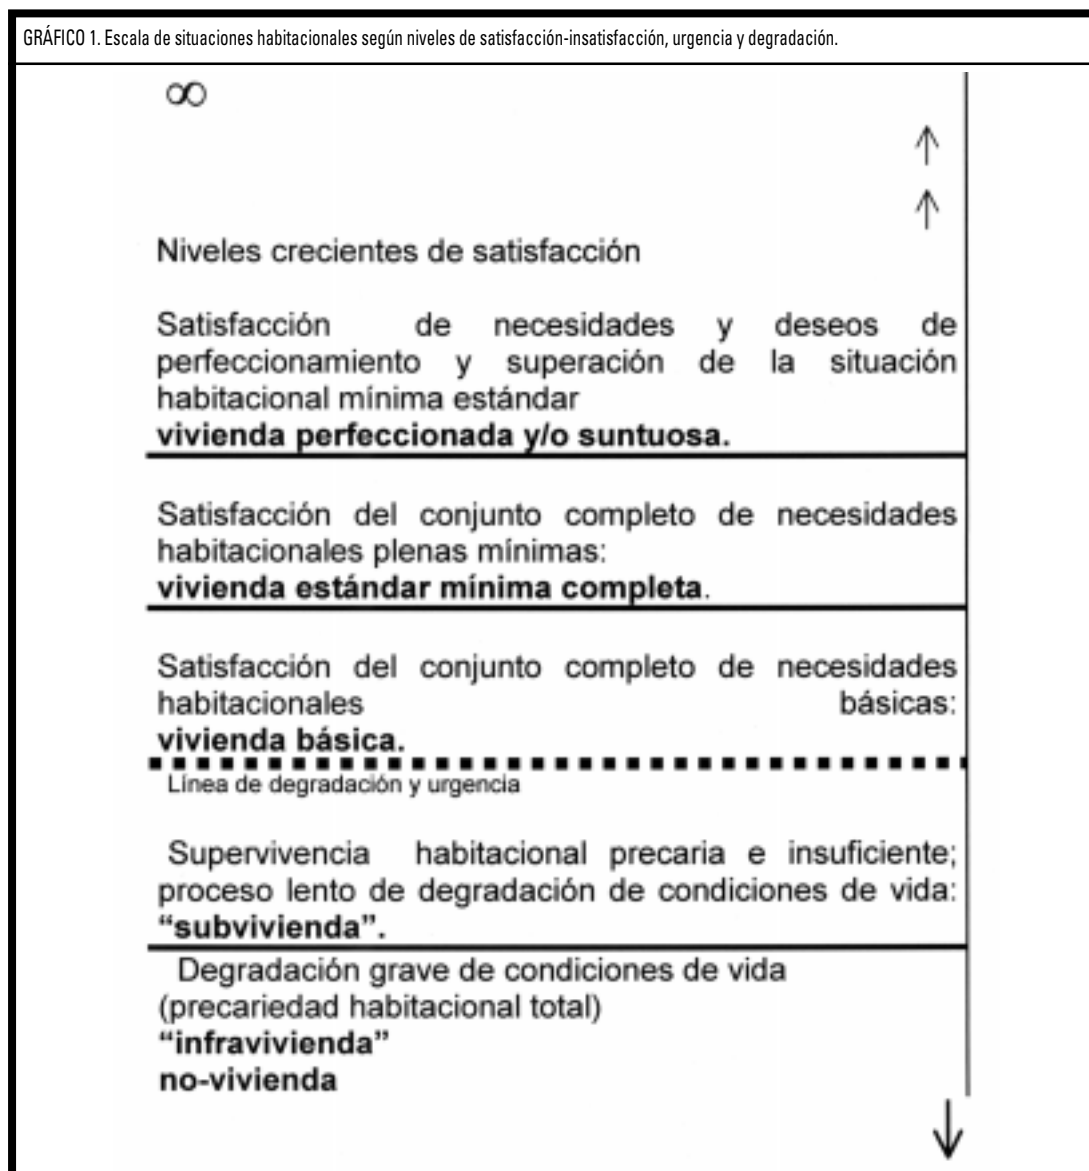 GRÁFICO 1. Escala de situaciones habitacionales según niveles de satisfacción-insatisfacción, urgencia y degradación.
∞
↑
↑
Niveles crecientes de satisfacción
Satisfacción de necesidades y deseos de
perfeccionamiento y superación de la situación
habitacional mínima estándar
vivienda perfeccionada y/o suntuosa.
Satisfacción del conjunto completo de necesidades
habitacionales plenas mínimas:
vivienda estándar mínima completa.
Satisfacción del conjunto completo de necesidades
habitacionales básicas:
vivienda básica.
Línea de degradación y urgencia
Supervivencia habitacional precaria e insuficiente;
proceso lento de degradación de condiciones de vida:
“subvivienda”.
Degradación grave de condiciones de vida
(precariedad habitacional total)
“infravivienda”
no-vivienda
↓